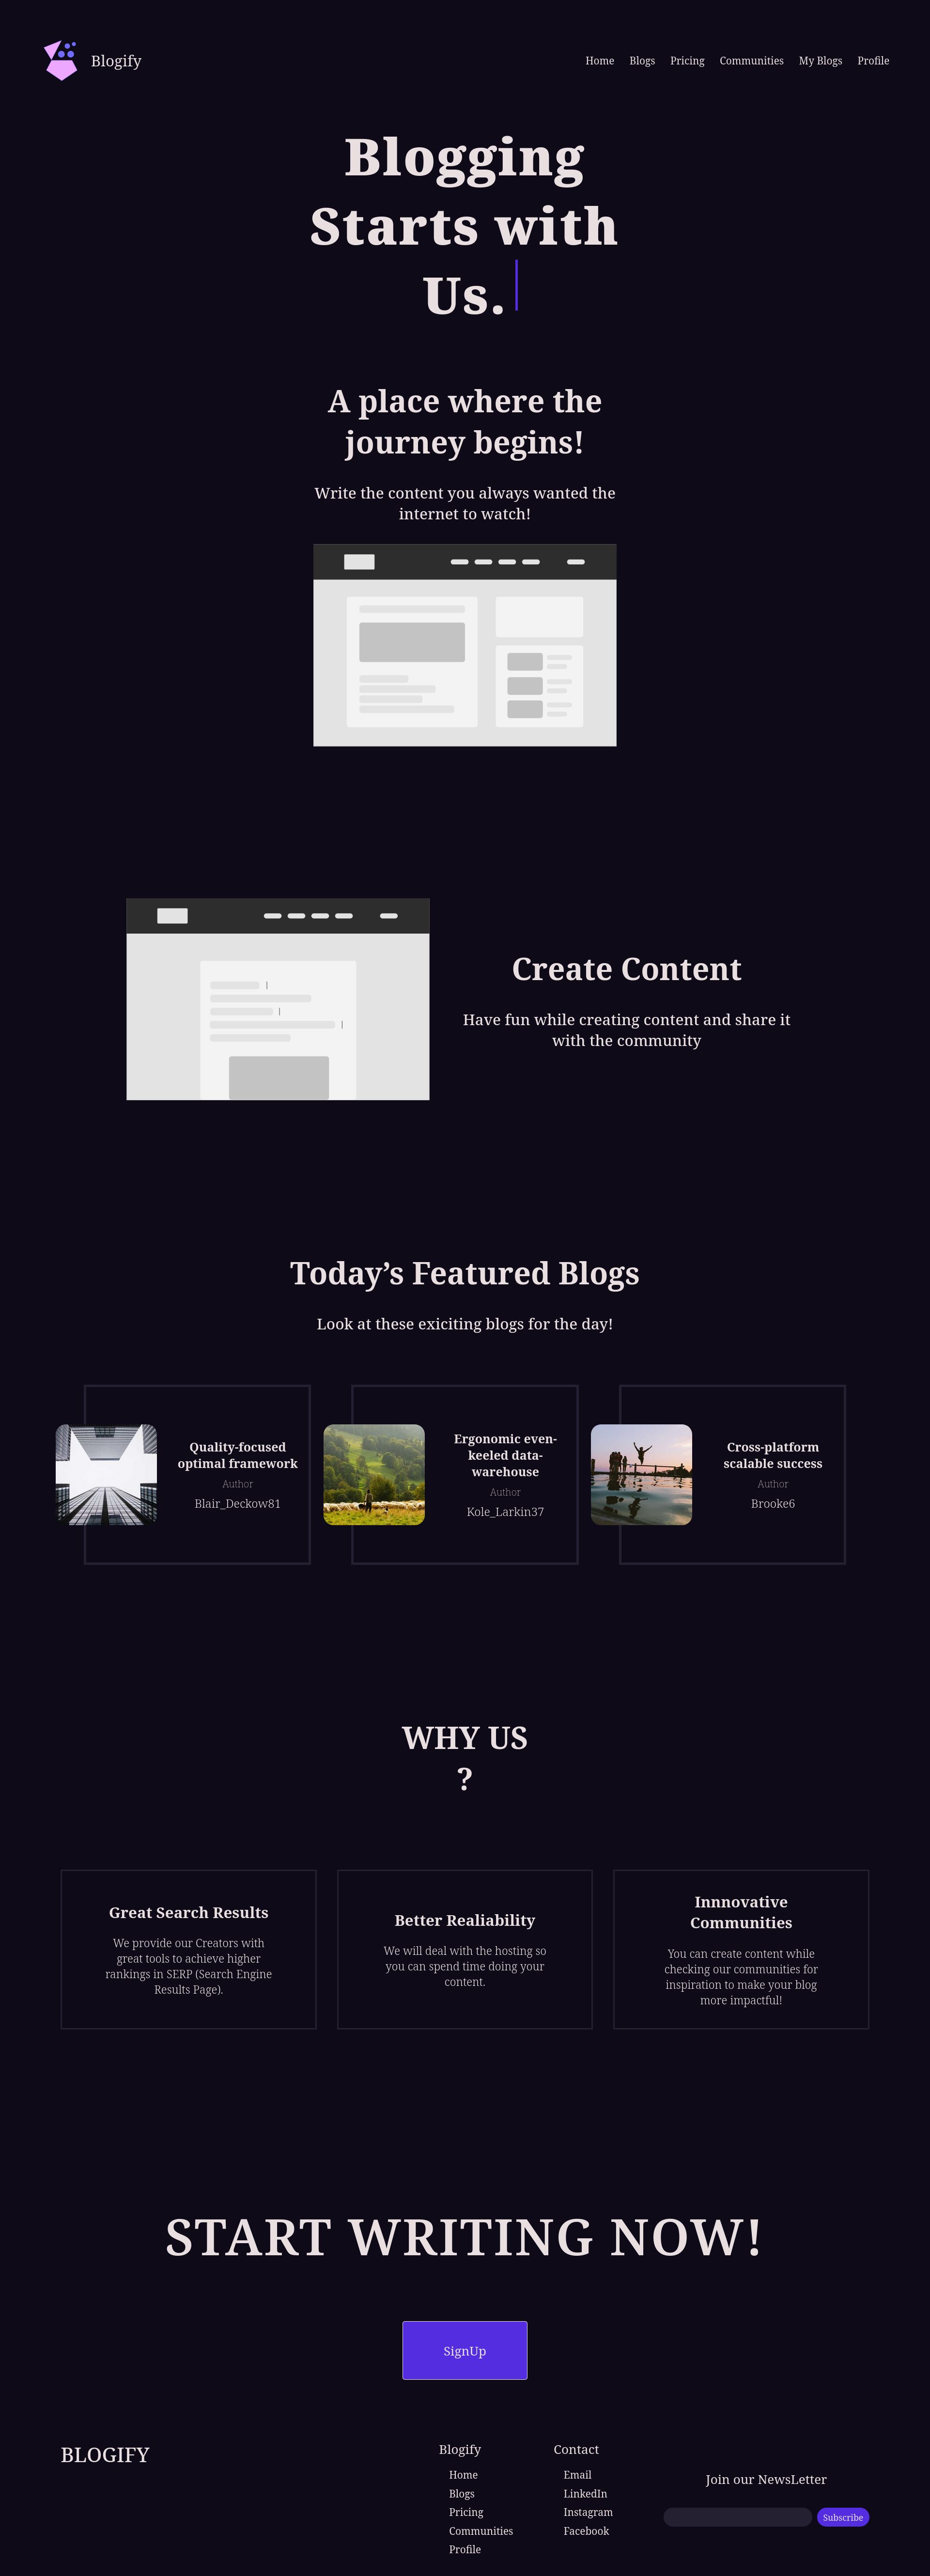 Blogify
Home Blogs Pricing Communities My Blogs Profile
Blogging
Starts with
Us.
A place where the
journey begins!
Write the content you always wanted the
internet to watch!
Create Content
Have fun while creating content and share it
with the community
Today’s Featured Blogs
Look at these exiciting blogs for the day!
Quality-focused
optimal framework
Author
Blair_Deckow81
Ergonomic even-
keeled data-
warehouse
Author
Kole_Larkin37
Cross-platform
scalable success
Author
Brooke6
WHY US
?
Great Search Results
We provide our Creators with
great tools to achieve higher
rankings in SERP (Search Engine
Results Page).
Better Realiability
We will deal with the hosting so
you can spend time doing your
content.
Innnovative
Communities
You can create content while
checking our communities for
inspiration to make your blog
more impactful!
START WRITING NOW!
SignUp
BLOGIFY
Blogify
Home
Blogs
Pricing
Communities
Profile
Contact
Email
LinkedIn
Instagram
Facebook
Join our NewsLetter
Subscribe